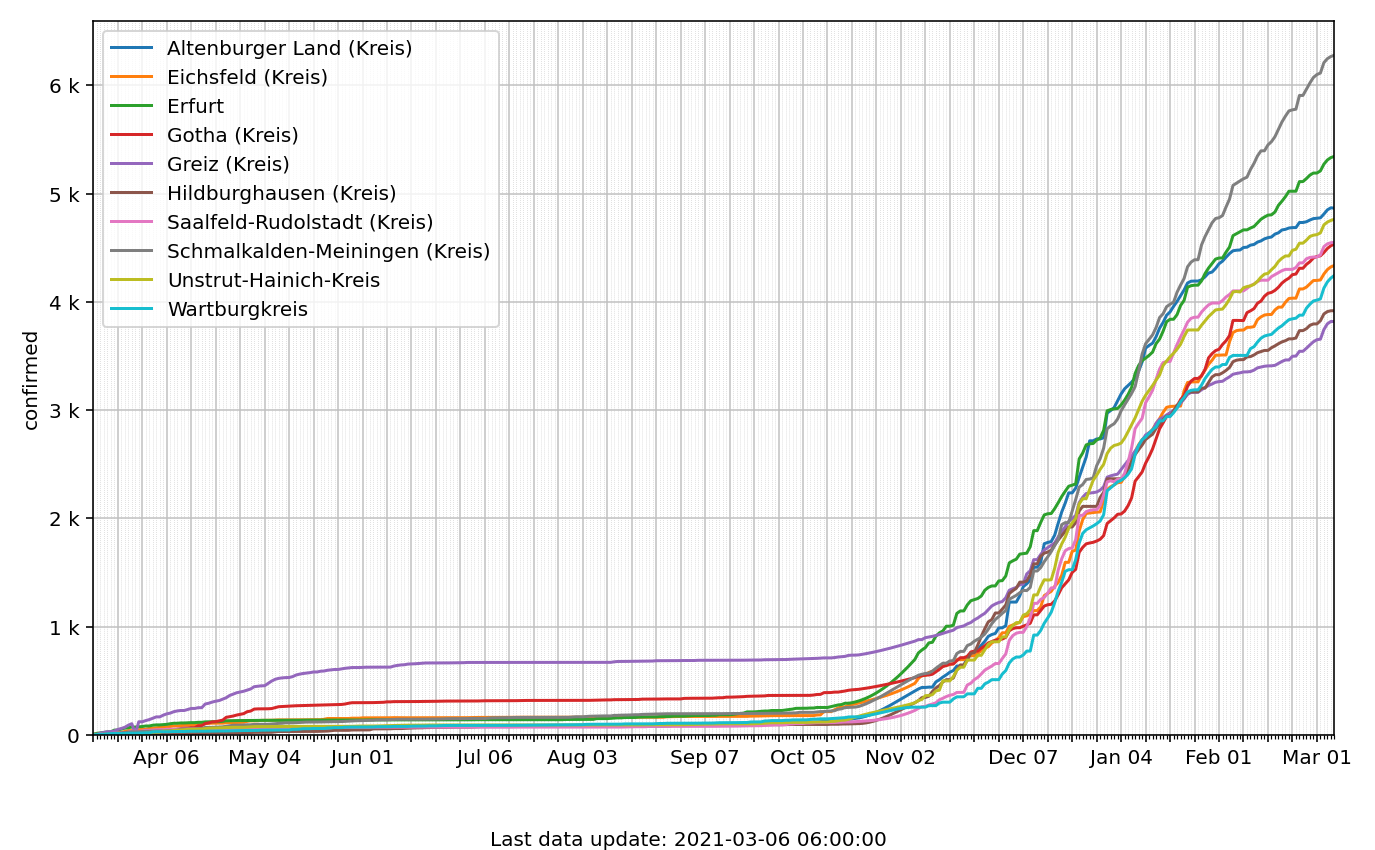 Altenburger Land (Kreis)
Eichsfeld (Kreis)
Erfurt
Gotha (Kreis)
Greiz (Kreis)
Hildburghausen (Kreis)
Saalfeld-Rudolstadt (Kreis)
Schmalkalden-Meiningen (Kreis)
Unstrut-Hainich-Kreis
Wartburgkreis
confirmed
6 k
5 k
4 k
3 k
2 k
1 k
0
Apr 06 May 04 Jun 01 Jul 06 Aug 03 Sep 07 Oct 05 Nov 02 Dec 07 Jan 04 Feb 01 Mar 01
Last data update: 2021-03-06 06:00:00